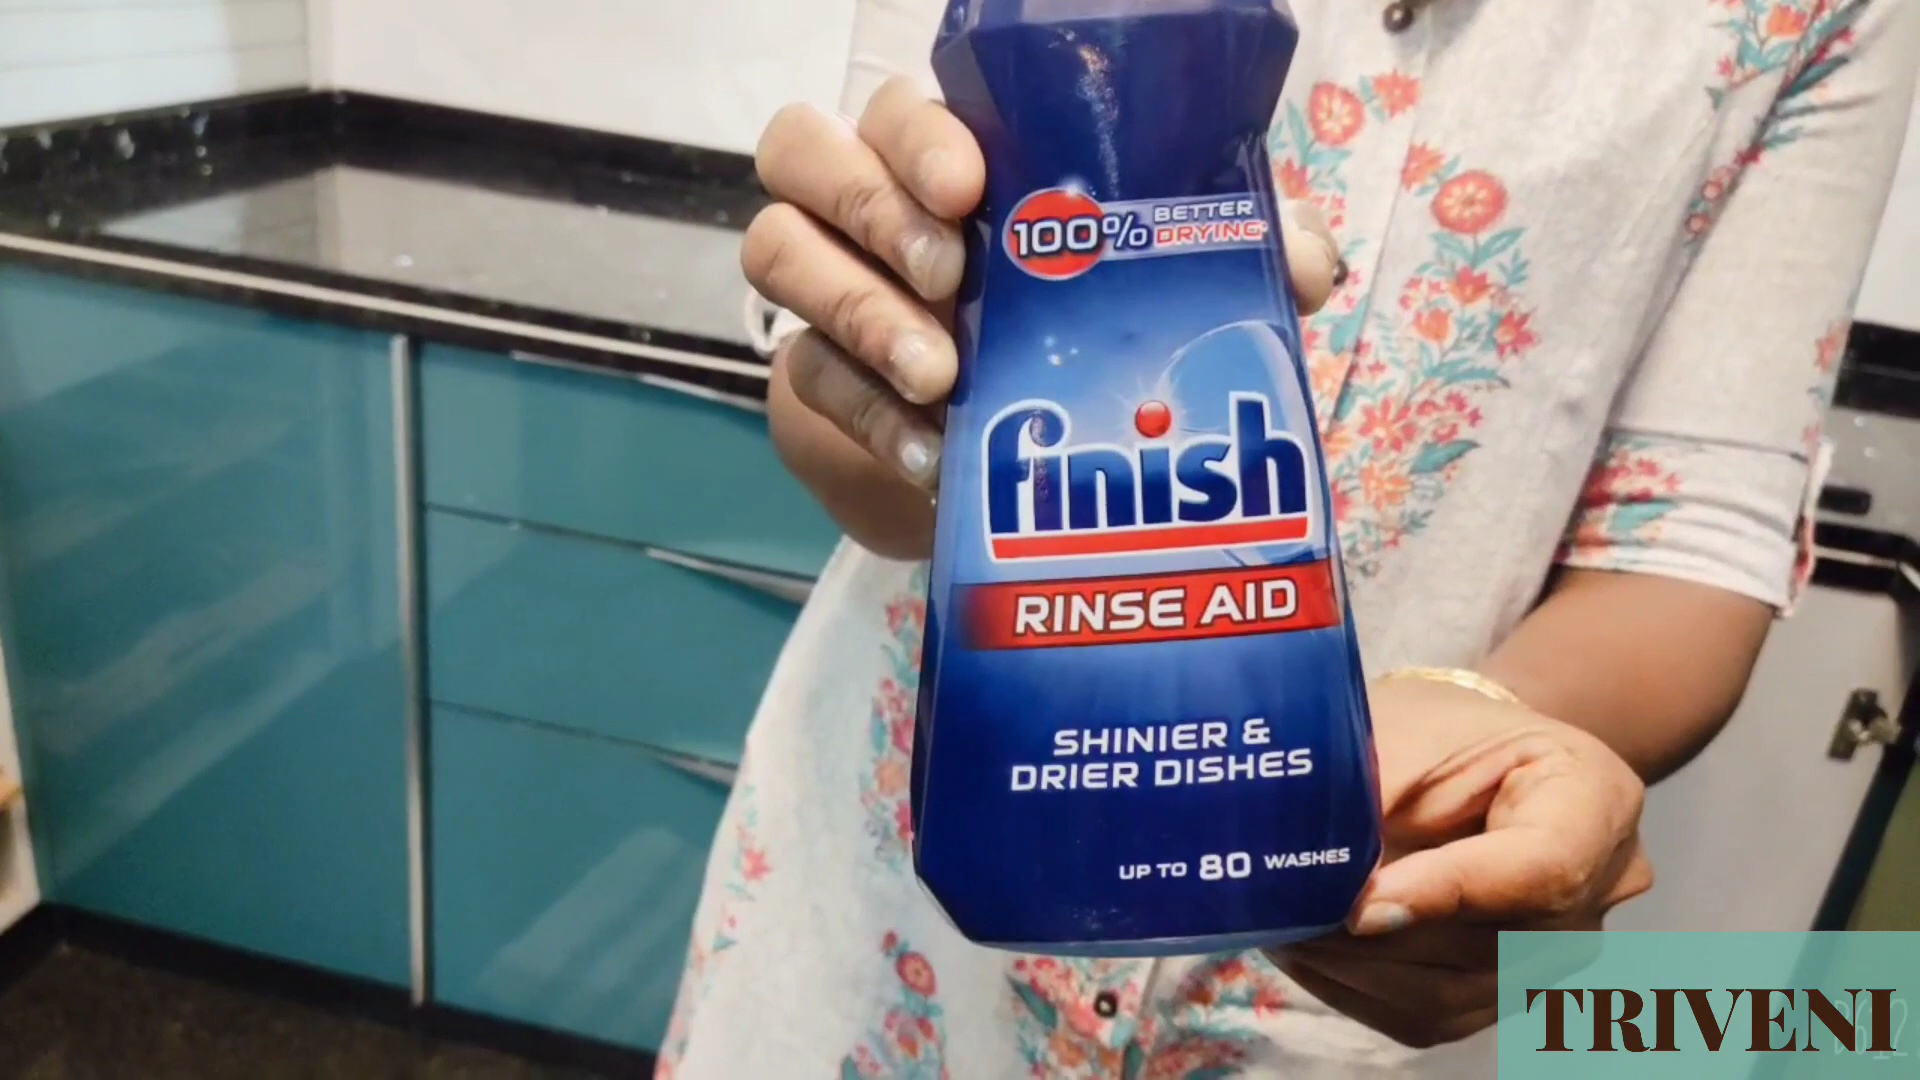 100% BETTER
DRYING*
finish
RINSE AID
SHINIER &
DRIER DISHES
UP TO 80 WASHES
TRIVENI